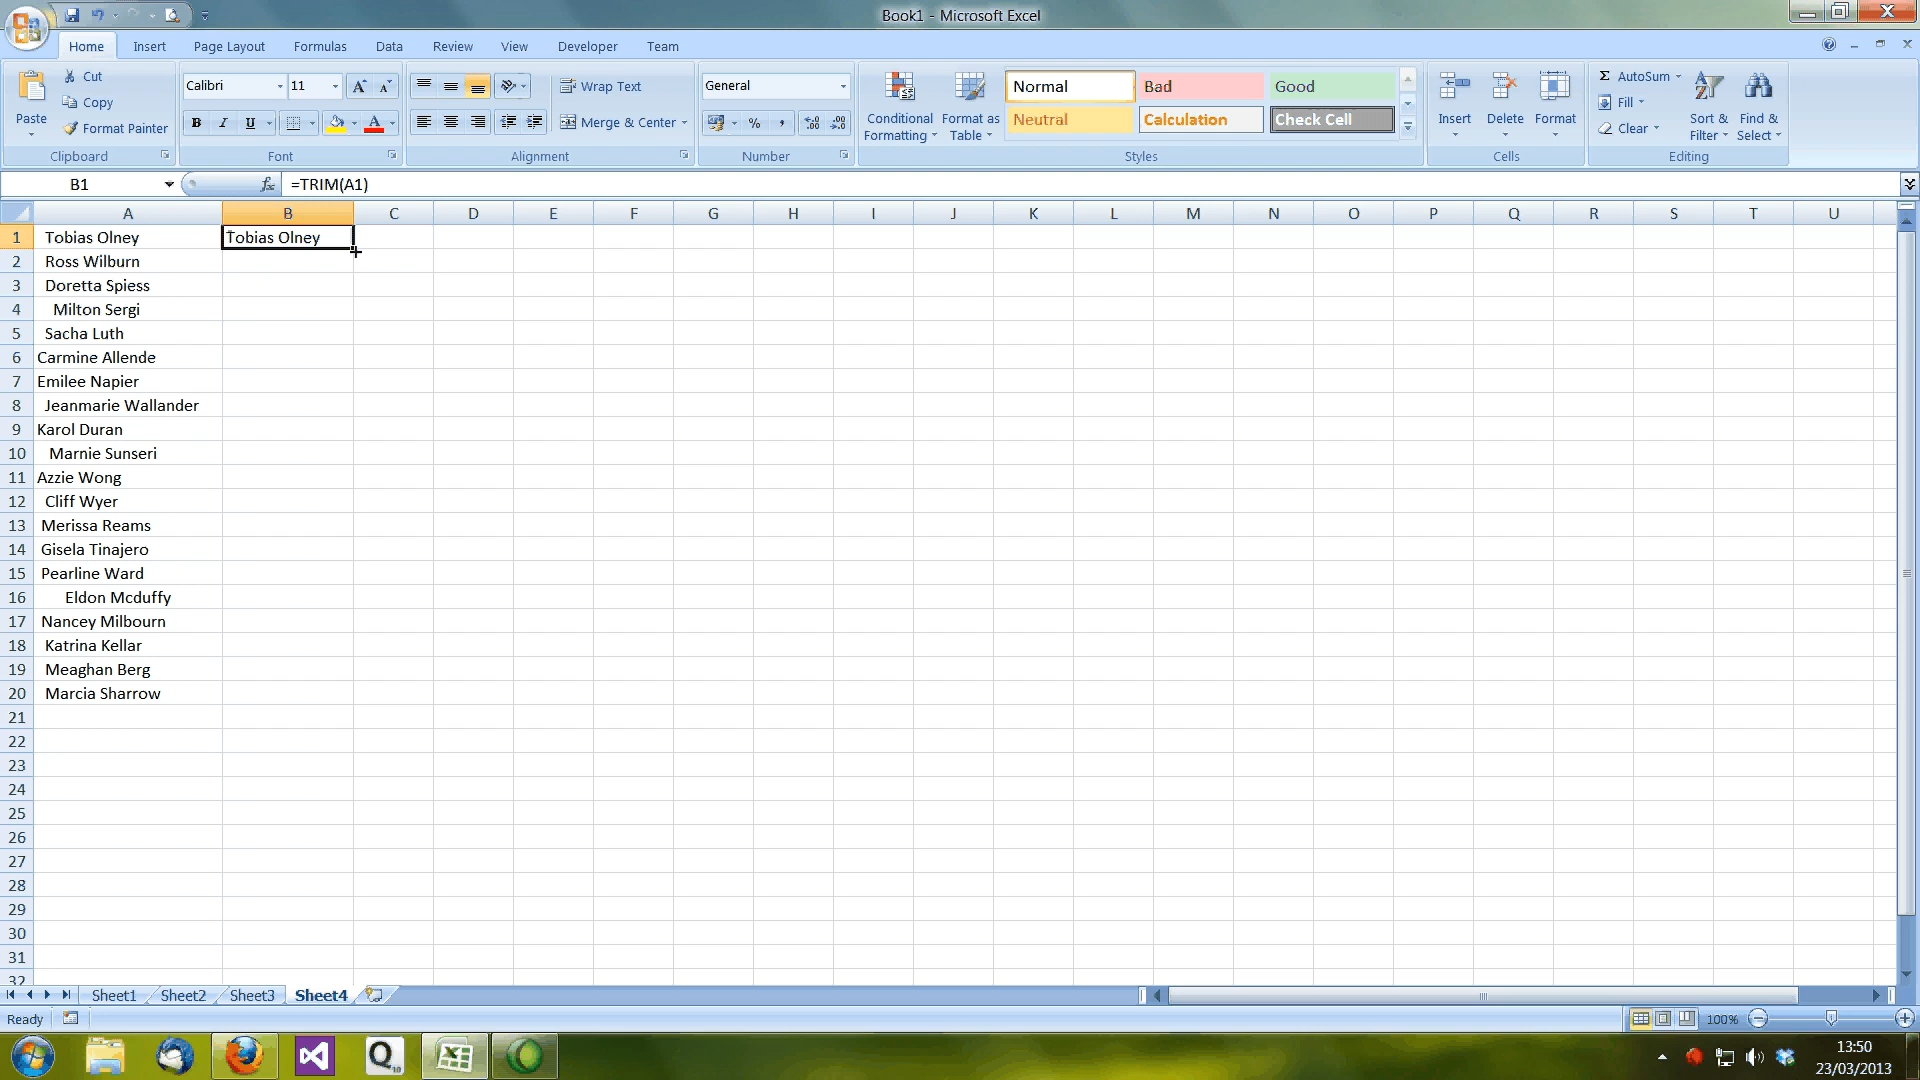 Book1 - Microsoft Excel
Home Insert Page Layout Formulas Data Review View Developer Team
Paste
Cut
Copy
Format Painter
Clipboard
Calibri 11
B I U
Font
Wrap Text
Merge & Center
Alignment
General
%
Number
Conditional Formatting
Format as Table
Normal Bad Good
Neutral Calculation Check Cell
Styles
Insert Delete Format
Cells
Σ AutoSum
Fill
Clear
Sort & Filter
Find & Select
Editing
B1 fx =TRIM(A1)
A B C D E F G H I J K L M N O P Q R S T U
1 Tobias Olney Tobias Olney
2 Ross Wilburn
3 Doretta Spiess
4 Milton Sergi
5 Sacha Luth
6 Carmine Allende
7 Emilee Napier
8 Jeanmarie Wallander
9 Karol Duran
10 Marnie Sunseri
11 Azzie Wong
12 Cliff Wyer
13 Merissa Reams
14 Gisela Tinajero
15 Pearline Ward
16 Eldon Mcduffy
17 Nancey Milbourn
18 Katrina Kellar
19 Meaghan Berg
20 Marcia Sharrow
21
22
23
24
25
26
27
28
29
30
31
32
Sheet1 Sheet2 Sheet3 Sheet4
Ready 100%
13:50
23/03/2013